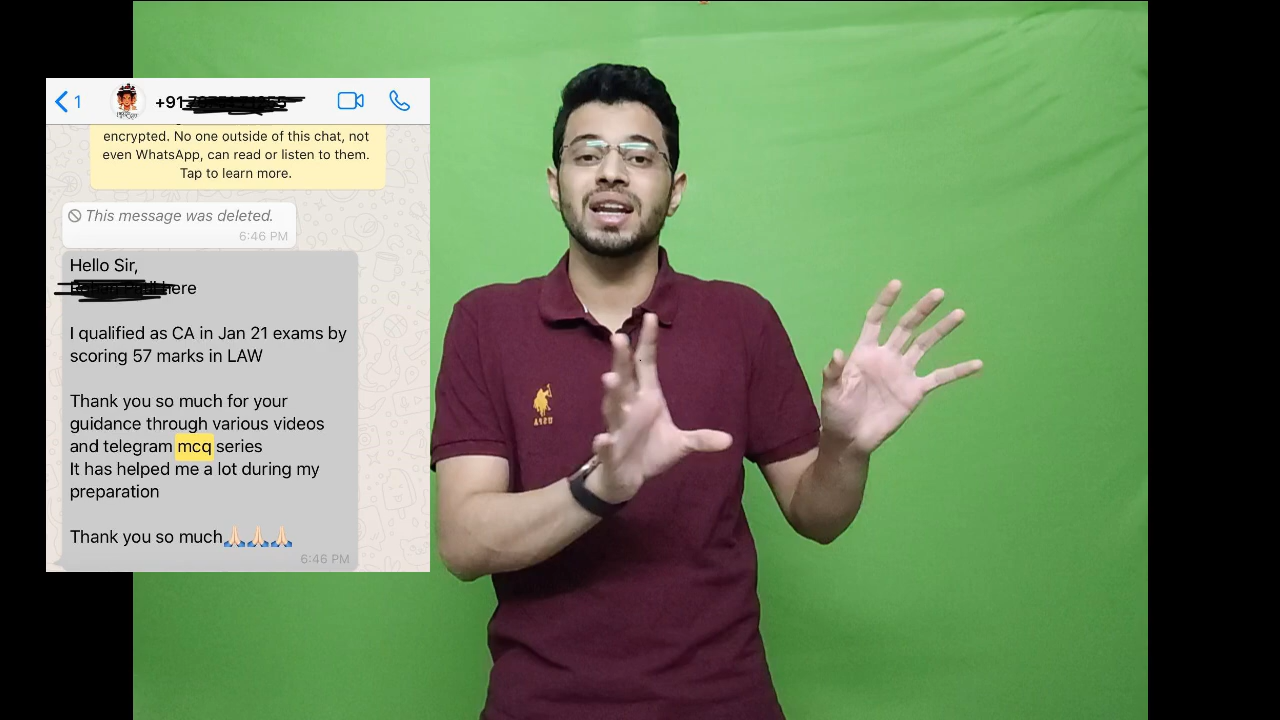 1
+91
encrypted. No one outside of this chat, not
even WhatsApp, can read or listen to them.
Tap to learn more.
This message was deleted.
6:46 PM
Hello Sir,
here
I qualified as CA in Jan 21 exams by
scoring 57 marks in LAW
Thank you so much for your
guidance through various videos
and telegram mcq series
It has helped me a lot during my
preparation
Thank you so much🙏🏻🙏🏻🙏🏻
6:46 PM
USPA